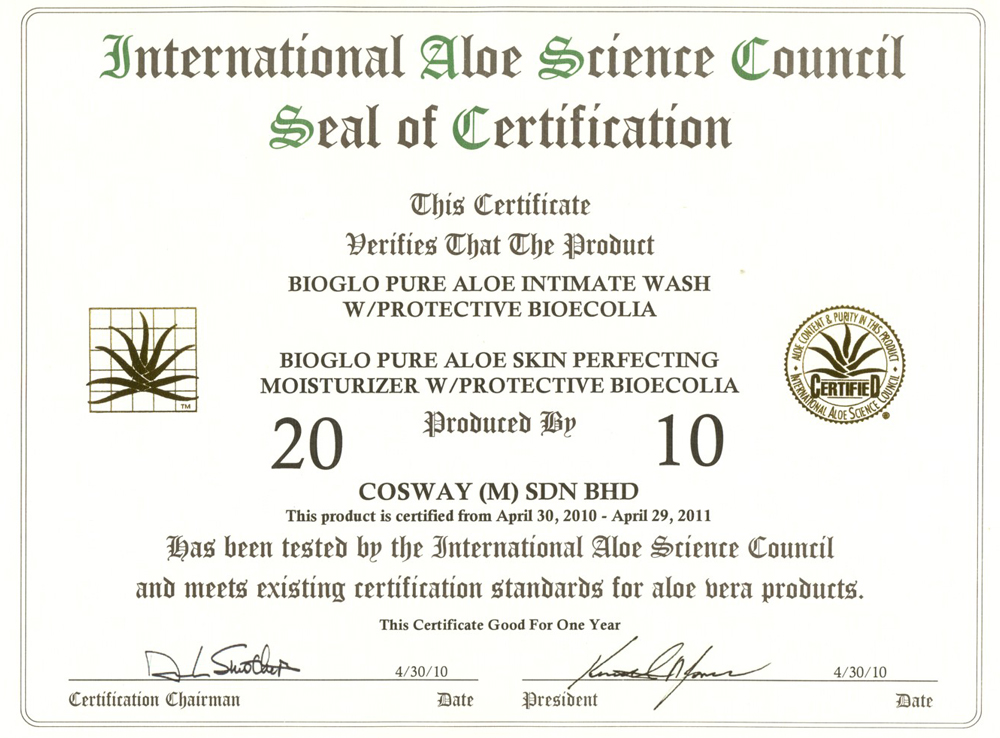 International Aloe Science Council
Seal of Certification
This Certificate
Verifies That The Product
BIOGLO PURE ALOE INTIMATE WASH
W/PROTECTIVE BIOECOLIA
BIOGLO PURE ALOE SKIN PERFECTING
MOISTURIZER W/PROTECTIVE BIOECOLIA
TM
ALOE CONTENT & PURITY IN THIS PRODUCT
CERTIFIED
INTERNATIONAL ALOE SCIENCE COUNCIL
®
20 Produced By 10
COSWAY (M) SDN BHD
This product is certified from April 30, 2010 - April 29, 2011
Has been tested by the International Aloe Science Council
and meets existing certification standards for aloe vera products.
This Certificate Good For One Year
4/30/10 4/30/10
Certification Chairman Date President Date